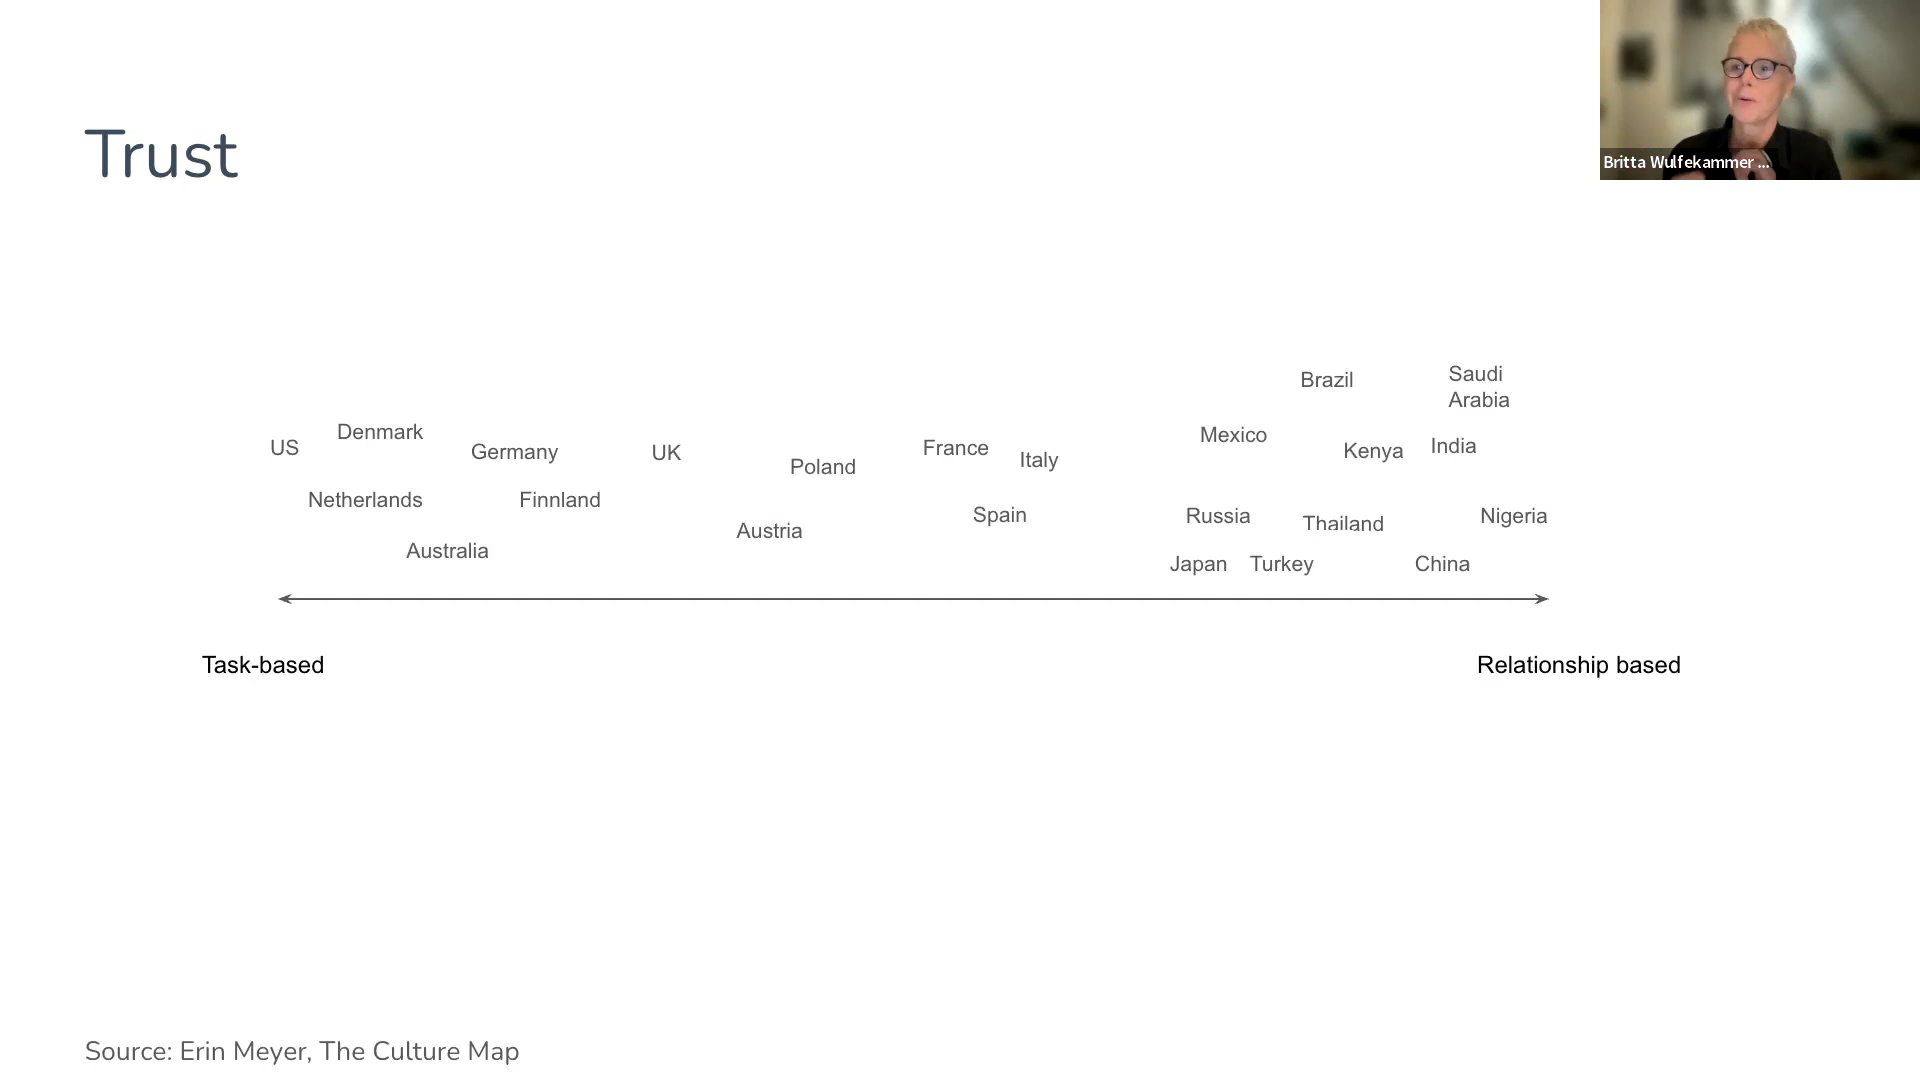 Britta Wulfekammer ...
Trust
Brazil
Saudi
Arabia
US
Denmark
Germany
UK
Poland
France
Italy
Mexico
Kenya
India
Netherlands
Finnland
Austria
Spain
Russia
Thailand
Nigeria
Australia
Japan
Turkey
China
Task-based
Relationship based
Source: Erin Meyer, The Culture Map